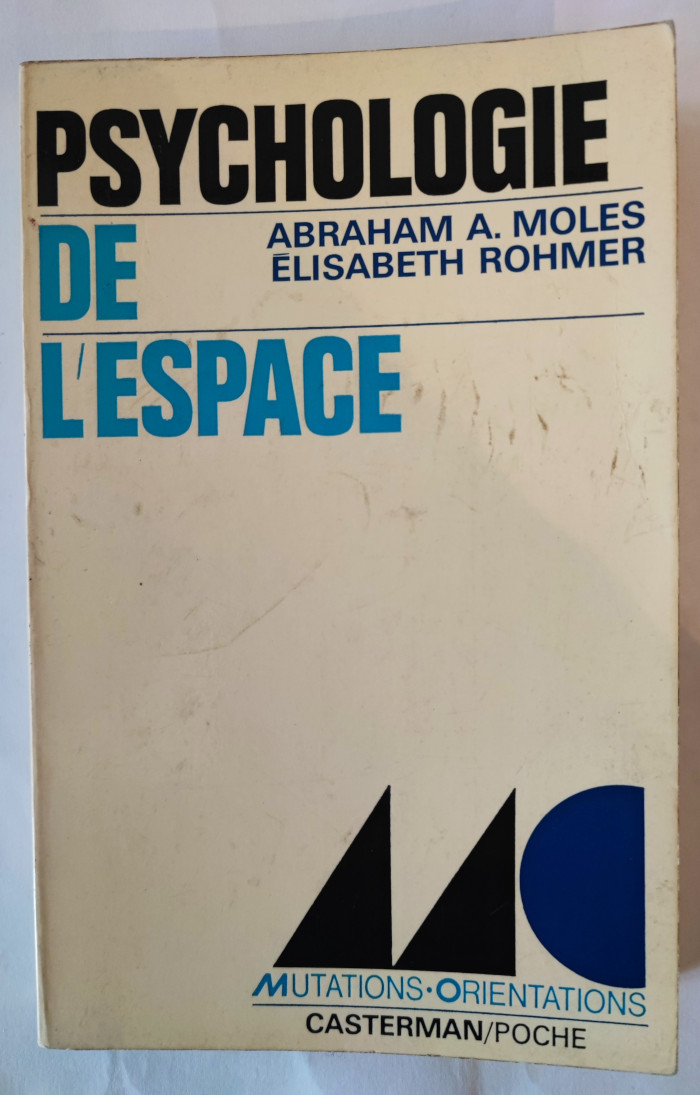 PSYCHOLOGIE
DE
ABRAHAM A. MOLES
ÉLISABETH ROHMER
L'ESPACE
MUTATIONS·ORIENTATIONS
CASTERMAN/POCHE